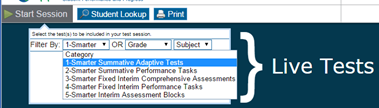 Start Session Student Lookup Print
Select the test(s) to be included in your test session.
Filter By: 1-Smarter OR Grade Subject
Category
1-Smarter Summative Adaptive Tests
2-Smarter Summative Performance Tasks
3-Smarter Fixed Interim Comprehensive Assessments
4-Smarter Fixed Interim Performance Tasks
5-Smarter Interim Assessment Blocks
Live Tests